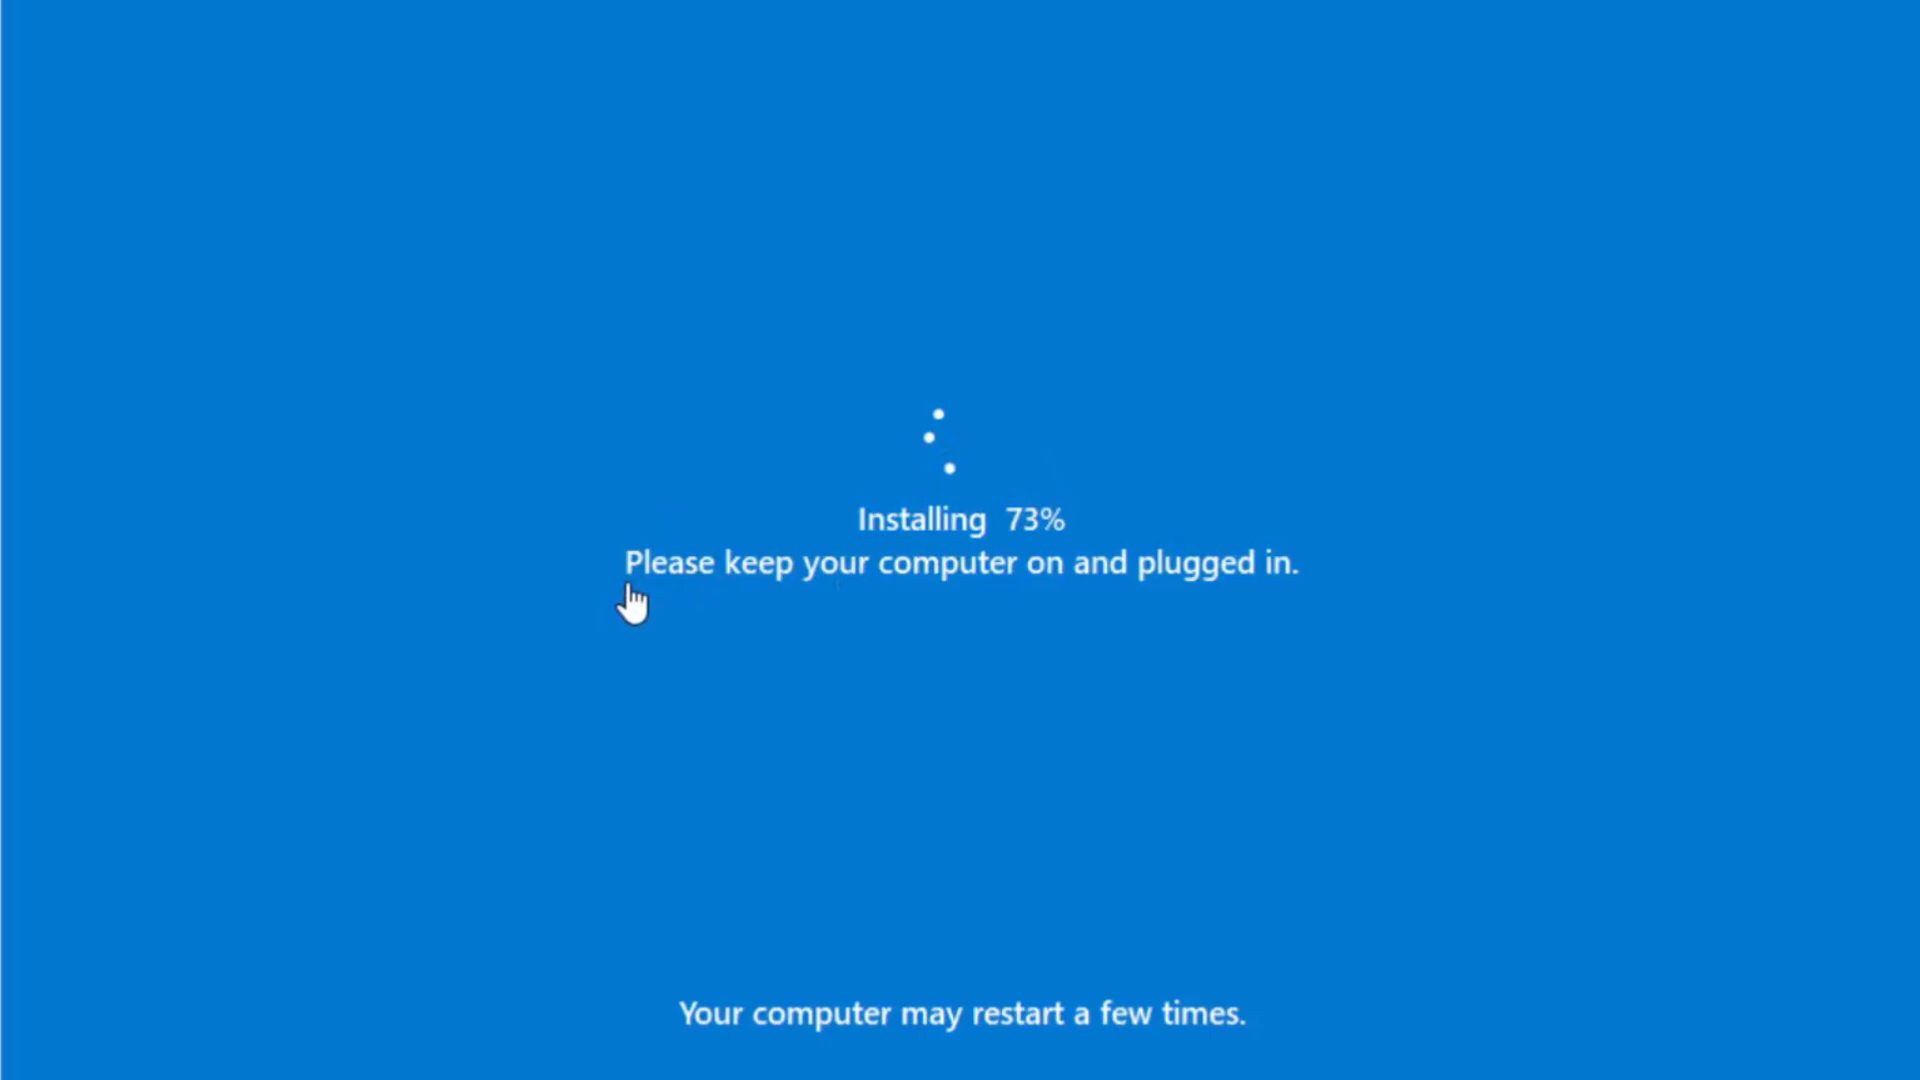 Installing 73%
Please keep your computer on and plugged in.
Your computer may restart a few times.